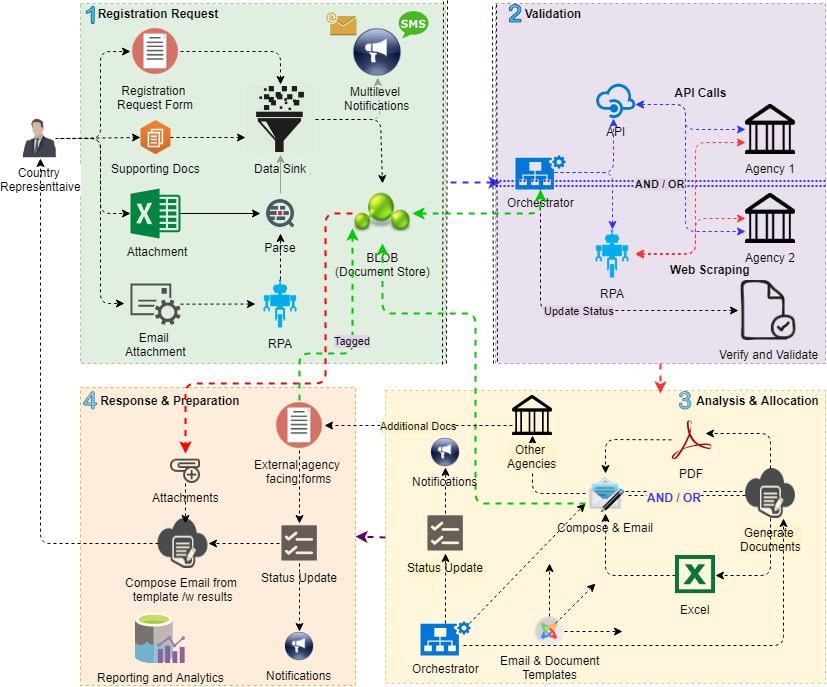 1 Registration Request
@
SMS
Registration
Request Form
Multilevel
Notifications
Country
Representtaive
Supporting Docs
Data Sink
Attachment
Parse
BLOB
(Document Store)
Email
Attachment
RPA
Tagged
2 Validation
API Calls
API
Agency 1
Orchestrator
AND / OR
Agency 2
RPA
Web Scraping
Update Status
Verify and Validate
4 Response & Preparation
External agency
facing forms
Attachments
Compose Email from
template /w results
Status Update
Reporting and Analytics
Notifications
3 Analysis & Allocation
Additional Docs
Other
Agencies
Notifications
PDF
AND / OR
Compose & Email
Generate
Documents
Status Update
X
Excel
Orchestrator
Email & Document
Templates
X